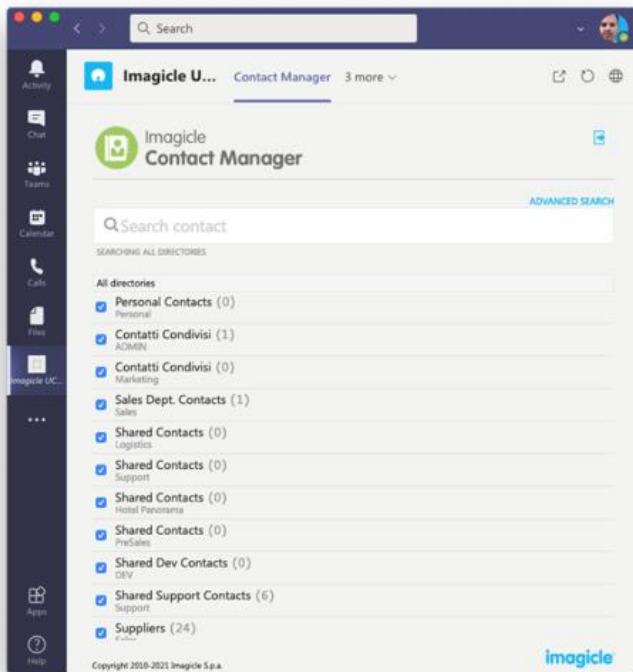 Search
Imagicle U... Contact Manager 3 more
Activity
Chat
Teams
Calendar
Calls
Files
Imagicle UC...
Apps
Help
Imagicle
Contact Manager
ADVANCED SEARCH
Search contact
SEARCHING ALL DIRECTORIES
All directories
Personal Contacts (0)
Personal
Contatti Condivisi (1)
ADMIN
Contatti Condivisi (0)
Marketing
Sales Dept. Contacts (1)
Sales
Shared Contacts (0)
Logistics
Shared Contacts (0)
Support
Shared Contacts (0)
Hotel Panorama
Shared Contacts (0)
PreSales
Shared Dev Contacts (0)
DEV
Shared Support Contacts (6)
Support
Suppliers (24)
Copyright 2010-2021 Imagicle S.p.a.
imagicle